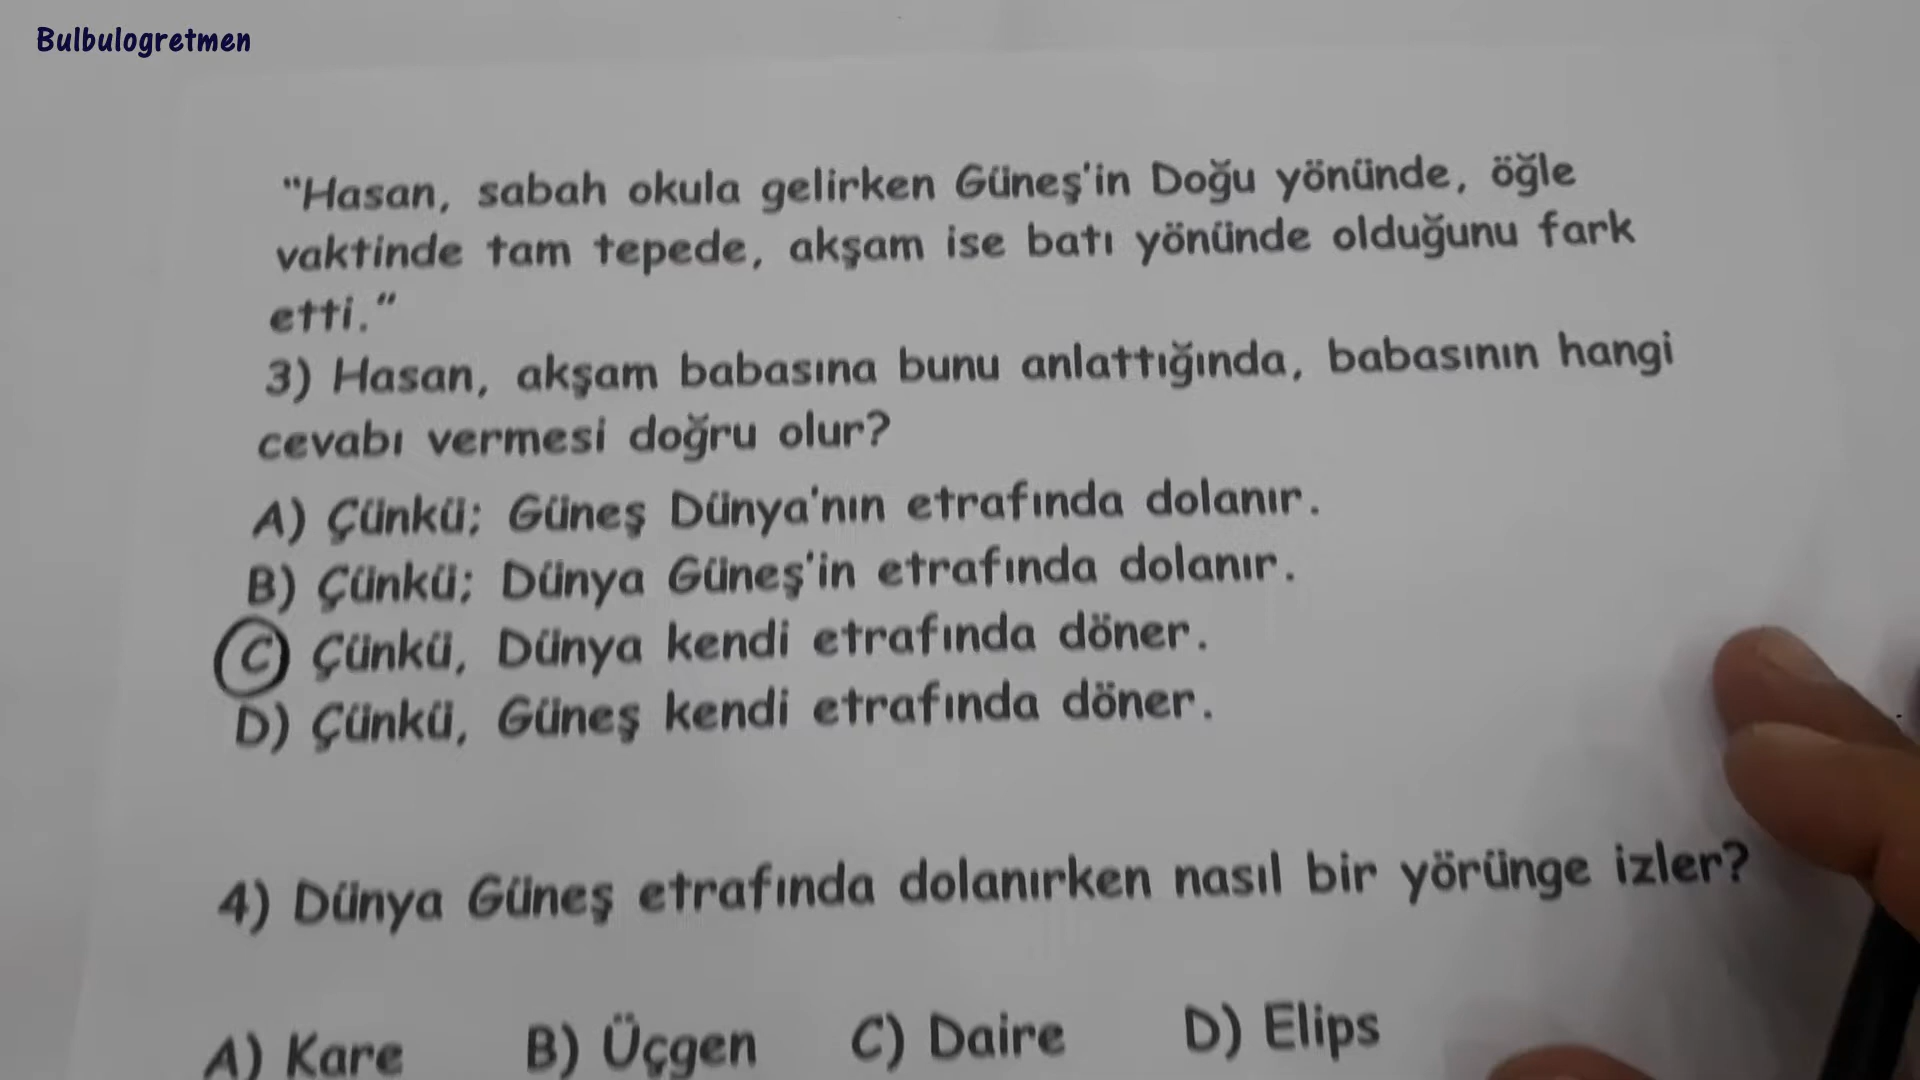 Bulbulogretmen
"Hasan, sabah okula gelirken Güneş'in Doğu yönünde, öğle
vaktinde tam tepede, akşam ise batı yönünde olduğunu fark
etti."
3) Hasan, akşam babasına bunu anlattığında, babasının hangi
cevabı vermesi doğru olur?
A) Çünkü; Güneş Dünya'nın etrafında dolanır.
B) Çünkü; Dünya Güneş'in etrafında dolanır.
C) Çünkü, Dünya kendi etrafında döner.
D) Çünkü, Güneş kendi etrafında döner.
4) Dünya Güneş etrafında dolanırken nasıl bir yörünge izler?
A) Kare B) Üçgen C) Daire D) Elips